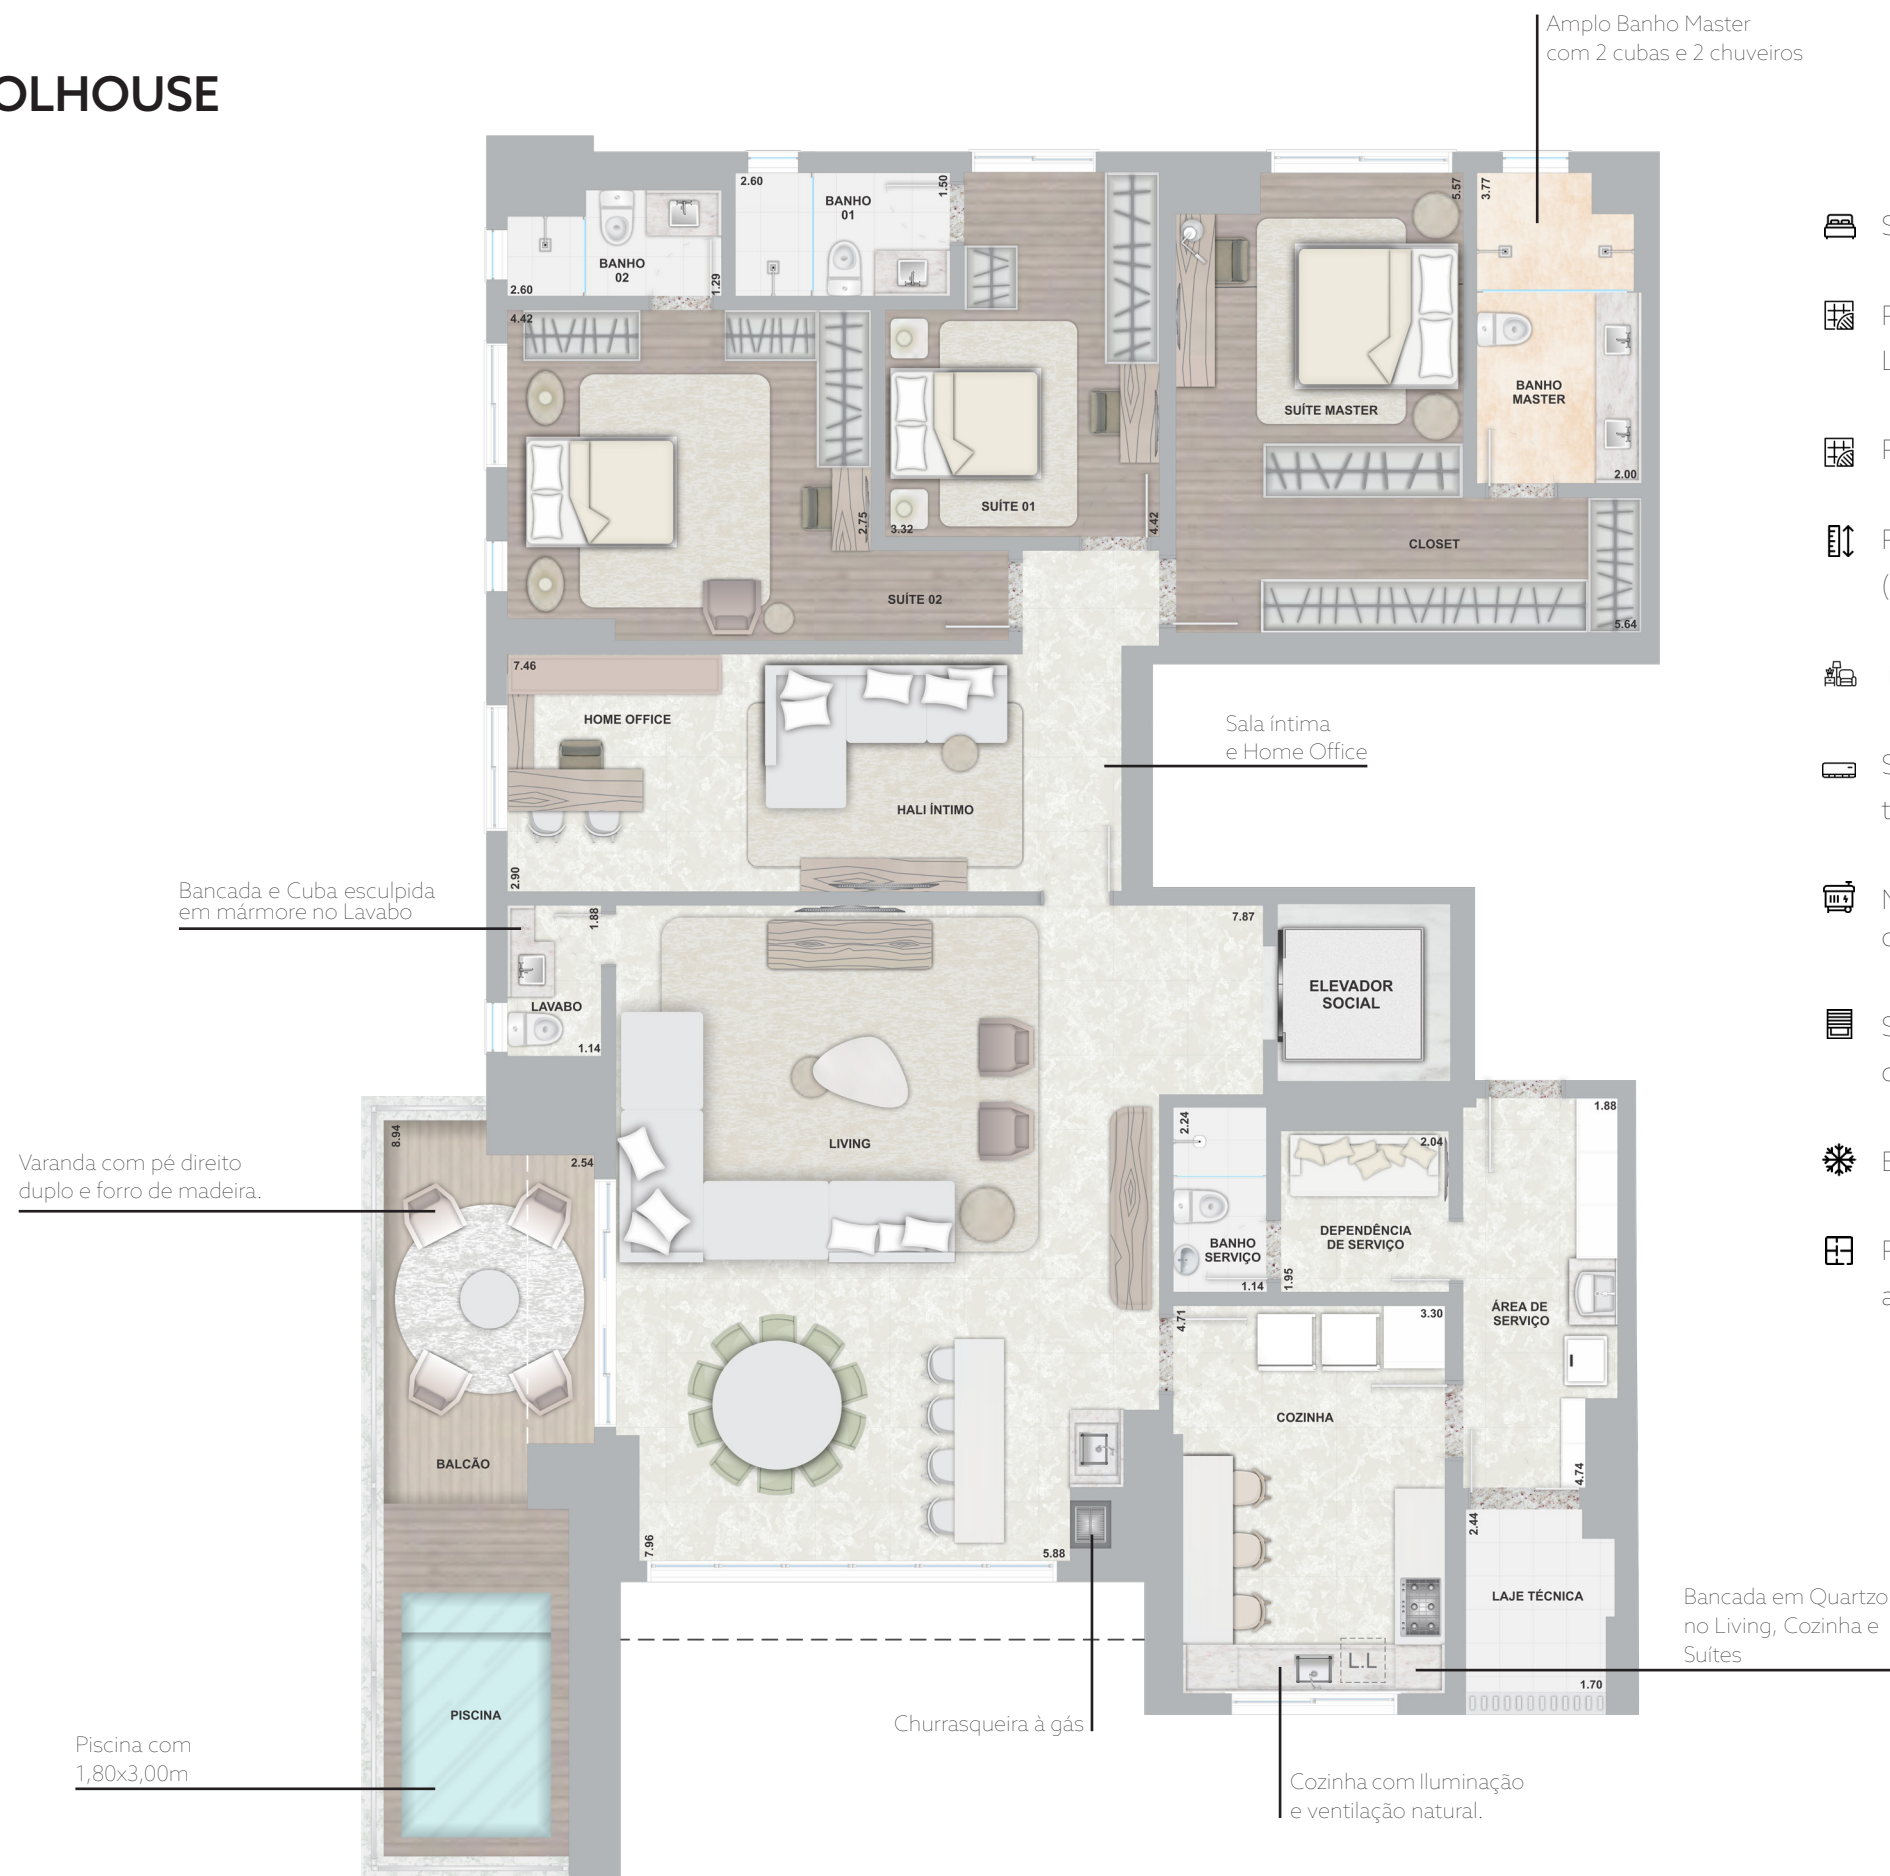 OLHOUSE
Amplo Banho Master
com 2 cubas e 2 chuveiros
2.60
1.50
BANHO
01
BANHO
02
2.60
1.29
5.57
3.77
BANHO
MASTER
2.00
4.42
2.75
SUÍTE 02
SUÍTE 01
3.32
4.42
SUÍTE MASTER
CLOSET
5.64
7.46
HOME OFFICE
HALI ÍNTIMO
2.90
Sala íntima
e Home Office
Bancada e Cuba esculpida
em mármore no Lavabo
1.88
LAVABO
1.14
7.87
ELEVADOR
SOCIAL
LIVING
Varanda com pé direito
duplo e forro de madeira.
8.94
2.54
BALCÃO
2.24
BANHO
SERVIÇO
1.14
2.04
DEPENDÊNCIA
DE SERVIÇO
1.95
1.88
ÁREA DE
SERVIÇO
4.74
4.71
3.30
COZINHA
7.96
5.88
2.44
LAJE TÉCNICA
1.70
L.L
Bancada em Quartzo
no Living, Cozinha e
Suítes
PISCINA
Piscina com
1,80x3,00m
Churrasqueira à gás
Cozinha com Iluminação
e ventilação natural.